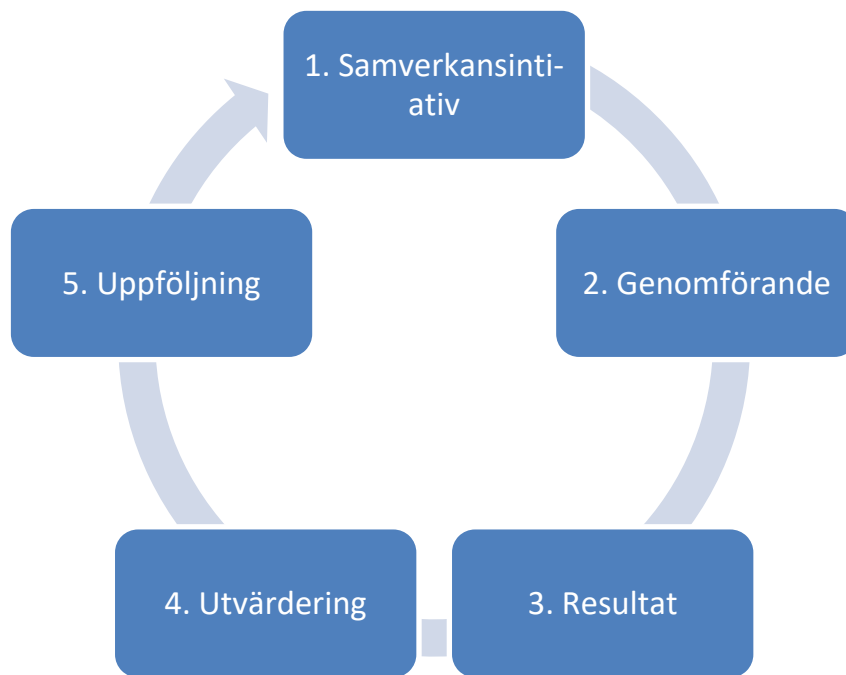 1. Samverkansinti-
ativ
2. Genomförande
3. Resultat
4. Utvärdering
5. Uppföljning